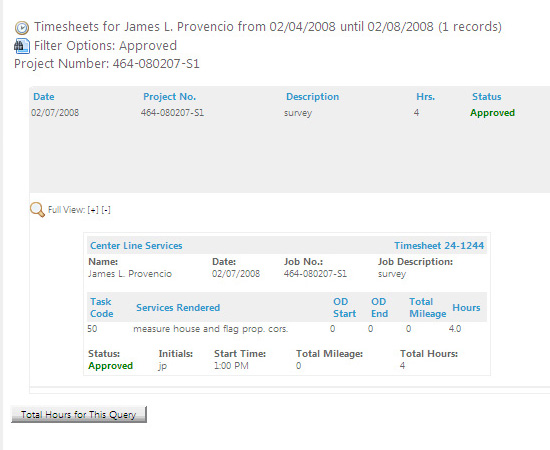 Timesheets for James L. Provencio from 02/04/2008 until 02/08/2008 (1 records)
Filter Options: Approved
Project Number: 464-080207-S1
Date Project No. Description Hrs. Status
02/07/2008 464-080207-S1 survey 4 Approved
Full View: [+] [-]
Center Line Services Timesheet 24-1244
Name: Date: Job No.: Job Description:
James L. Provencio 02/07/2008 464-080207-S1 survey
Task Code Services Rendered OD Start OD End Total Mileage Hours
50 measure house and flag prop. cors. 0 0 0 4.0
Status: Initials: Start Time: Total Mileage: Total Hours:
Approved jp 1:00 PM 0 4
Total Hours for This Query